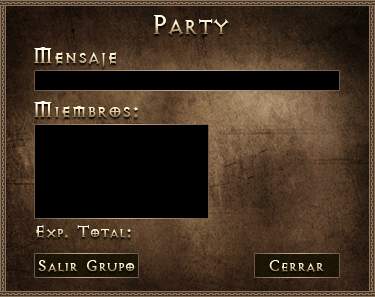 Party
Mensaje
Miembros:
Exp. Total:
Salir Grupo
Cerrar